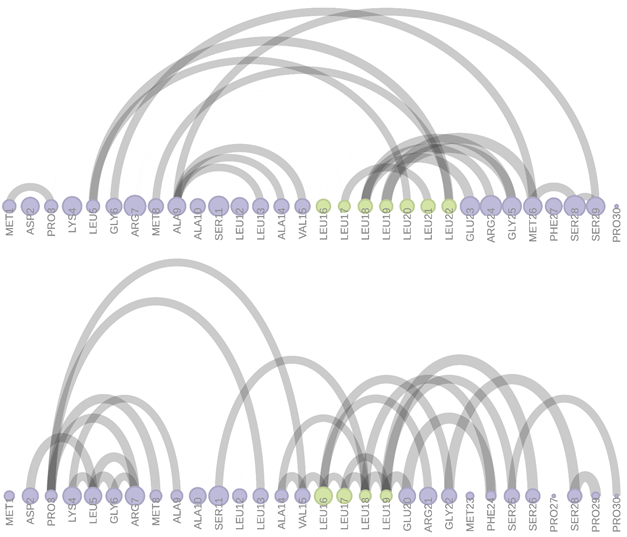 MET1 ASP2 PRO3 LYS4 LEU5 GLY6 ARG7 MET8 ALA9 ALA10 SER11 LEU12 LEU13 ALA14 VAL15 LEU16 LEU17 LEU18 LEU19 LEU20 LEU21 LEU22 GLU23 ARG24 GLY25 MET26 PHE27 SER28 SER29 PRO30
MET1 ASP2 PRO3 LYS4 LEU5 GLY6 ARG7 MET8 ALA9 ALA10 SER11 LEU12 LEU13 ALA14 VAL15 LEU16 LEU17 LEU18 LEU19 GLU20 ARG21 GLY22 MET23 PHE24 SER25 SER26 PRO27 SER28 PRO29 PRO30